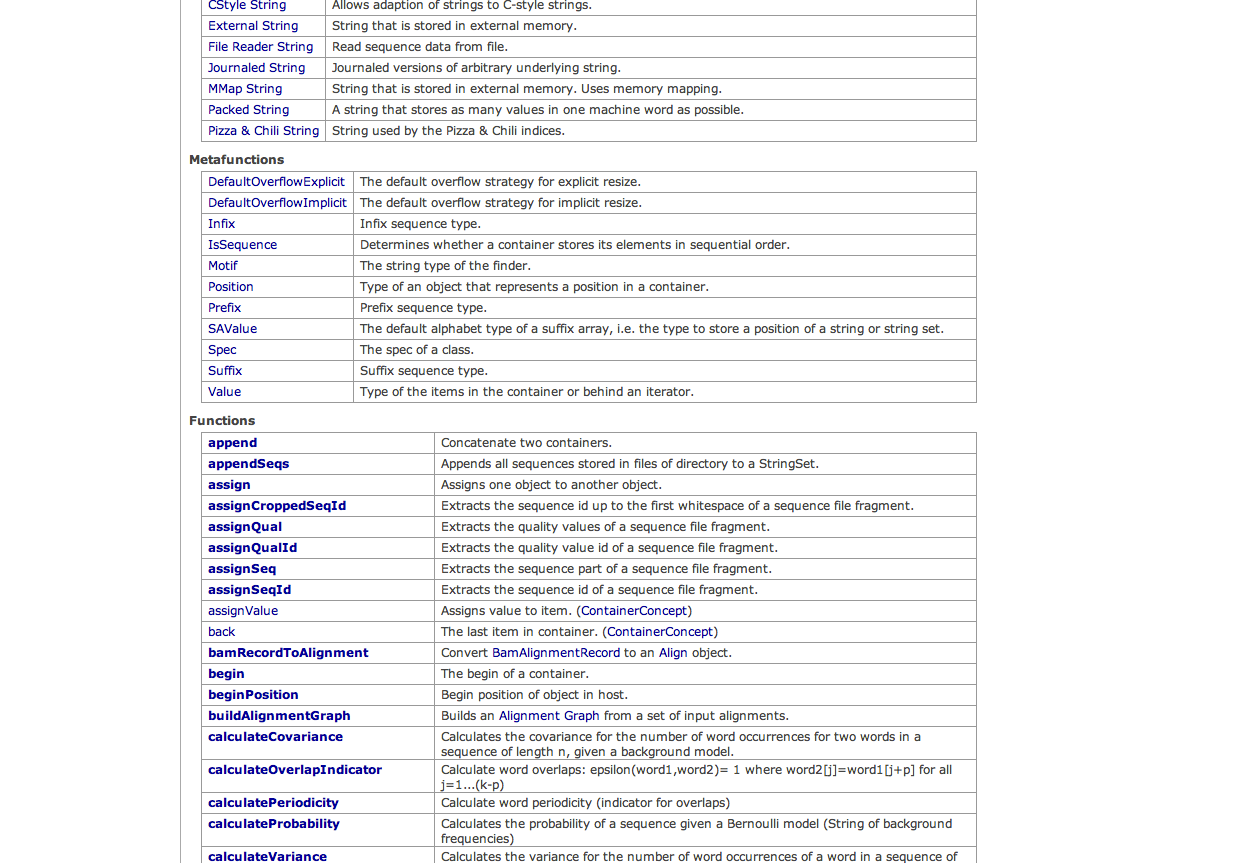 CStyle String Allows adaption of strings to C-style strings.
External String String that is stored in external memory.
File Reader String Read sequence data from file.
Journaled String Journaled versions of arbitrary underlying string.
MMap String String that is stored in external memory. Uses memory mapping.
Packed String A string that stores as many values in one machine word as possible.
Pizza & Chili String String used by the Pizza & Chili indices.
Metafunctions
DefaultOverflowExplicit The default overflow strategy for explicit resize.
DefaultOverflowImplicit The default overflow strategy for implicit resize.
Infix Infix sequence type.
IsSequence Determines whether a container stores its elements in sequential order.
Motif The string type of the finder.
Position Type of an object that represents a position in a container.
Prefix Prefix sequence type.
SAValue The default alphabet type of a suffix array, i.e. the type to store a position of a string or string set.
Spec The spec of a class.
Suffix Suffix sequence type.
Value Type of the items in the container or behind an iterator.
Functions
append Concatenate two containers.
appendSeqs Appends all sequences stored in files of directory to a StringSet.
assign Assigns one object to another object.
assignCroppedSeqId Extracts the sequence id up to the first whitespace of a sequence file fragment.
assignQual Extracts the quality values of a sequence file fragment.
assignQualId Extracts the quality value id of a sequence file fragment.
assignSeq Extracts the sequence part of a sequence file fragment.
assignSeqId Extracts the sequence id of a sequence file fragment.
assignValue Assigns value to item. (ContainerConcept)
back The last item in container. (ContainerConcept)
bamRecordToAlignment Convert BamAlignmentRecord to an Align object.
begin The begin of a container.
beginPosition Begin position of object in host.
buildAlignmentGraph Builds an Alignment Graph from a set of input alignments.
calculateCovariance Calculates the covariance for the number of word occurrences for two words in a
sequence of length n, given a background model.
calculateOverlapIndicator Calculate word overlaps: epsilon(word1,word2)= 1 where word2[j]=word1[j+p] for all
j=1...(k-p)
calculatePeriodicity Calculate word periodicity (indicator for overlaps)
calculateProbability Calculates the probability of a sequence given a Bernoulli model (String of background
frequencies)
calculateVariance Calculates the variance for the number of word occurrences of a word in a sequence of